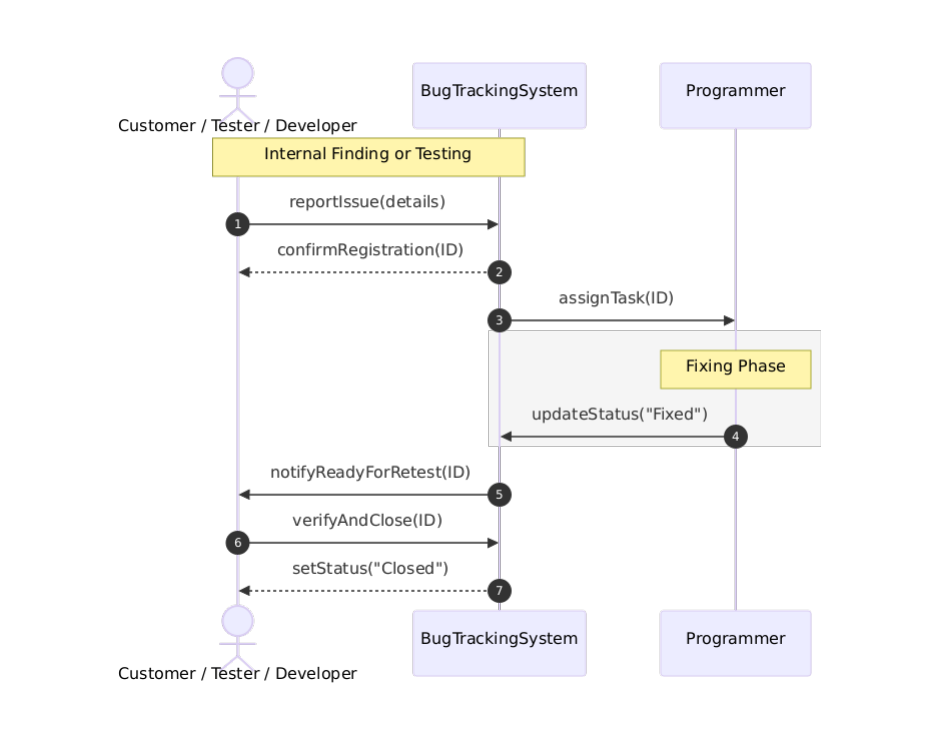 BugTrackingSystem
Programmer
Customer / Tester / Developer
Internal Finding or Testing
reportIssue(details)
1
confirmRegistration(ID)
2
assignTask(ID)
3
Fixing Phase
updateStatus("Fixed")
4
notifyReadyForRetest(ID)
5
verifyAndClose(ID)
6
setStatus("Closed")
7
BugTrackingSystem
Programmer
Customer / Tester / Developer